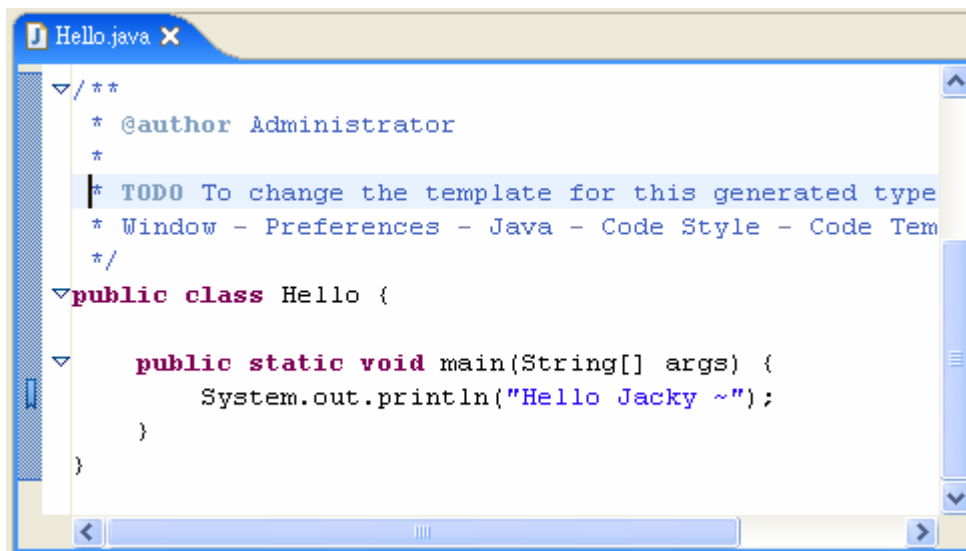 Hello.java
/**
* @author Administrator
*
* TODO To change the template for this generated type
* Window - Preferences - Java - Code Style - Code Tem
*/
public class Hello {
public static void main(String[] args) {
System.out.println("Hello Jacky ~");
}
}